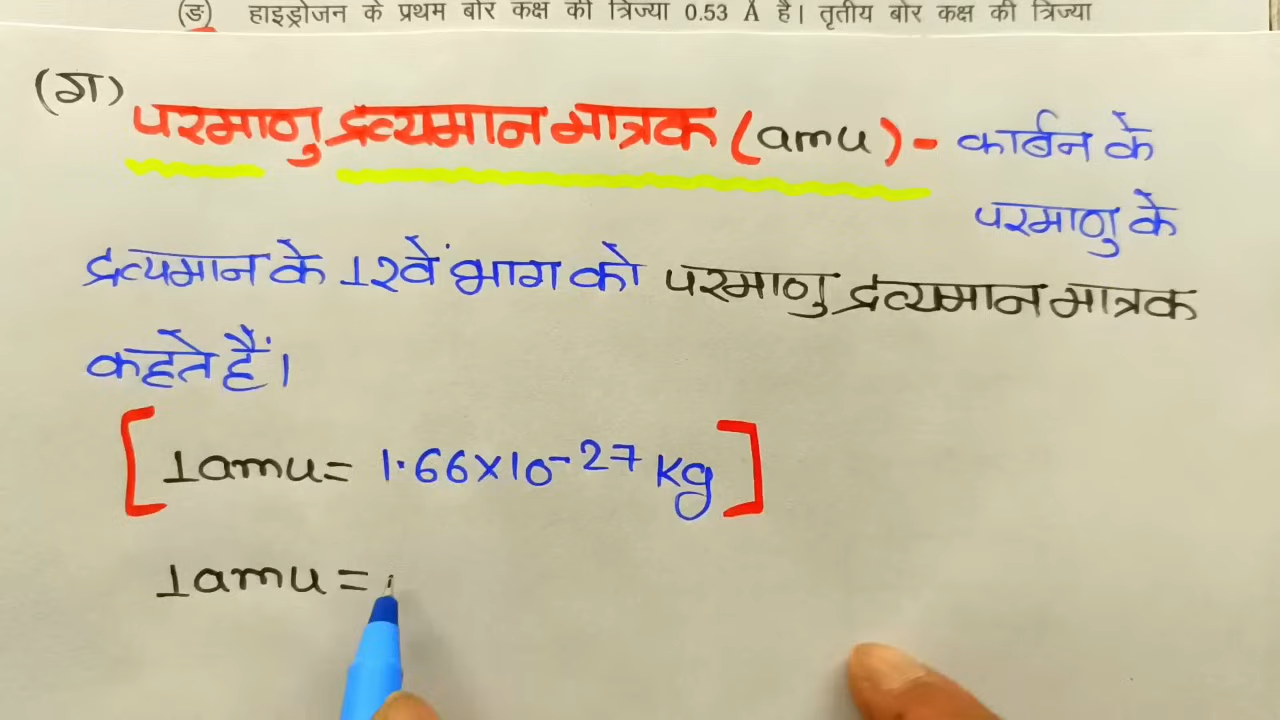 (ङ) हाइड्रोजन के प्रथम बोर कक्ष की त्रिज्या 0.53 Å है। तृतीय बोर कक्ष की त्रिज्या
(ग) परमाणु द्रव्यमान मात्रक (amu) - कार्बन के
परमाणु के
द्रव्यमान के 12वें भाग को परमाणु द्रव्यमान मात्रक
कहते हैं।
[1amu= 1.66×10-27 kg]
1amu=